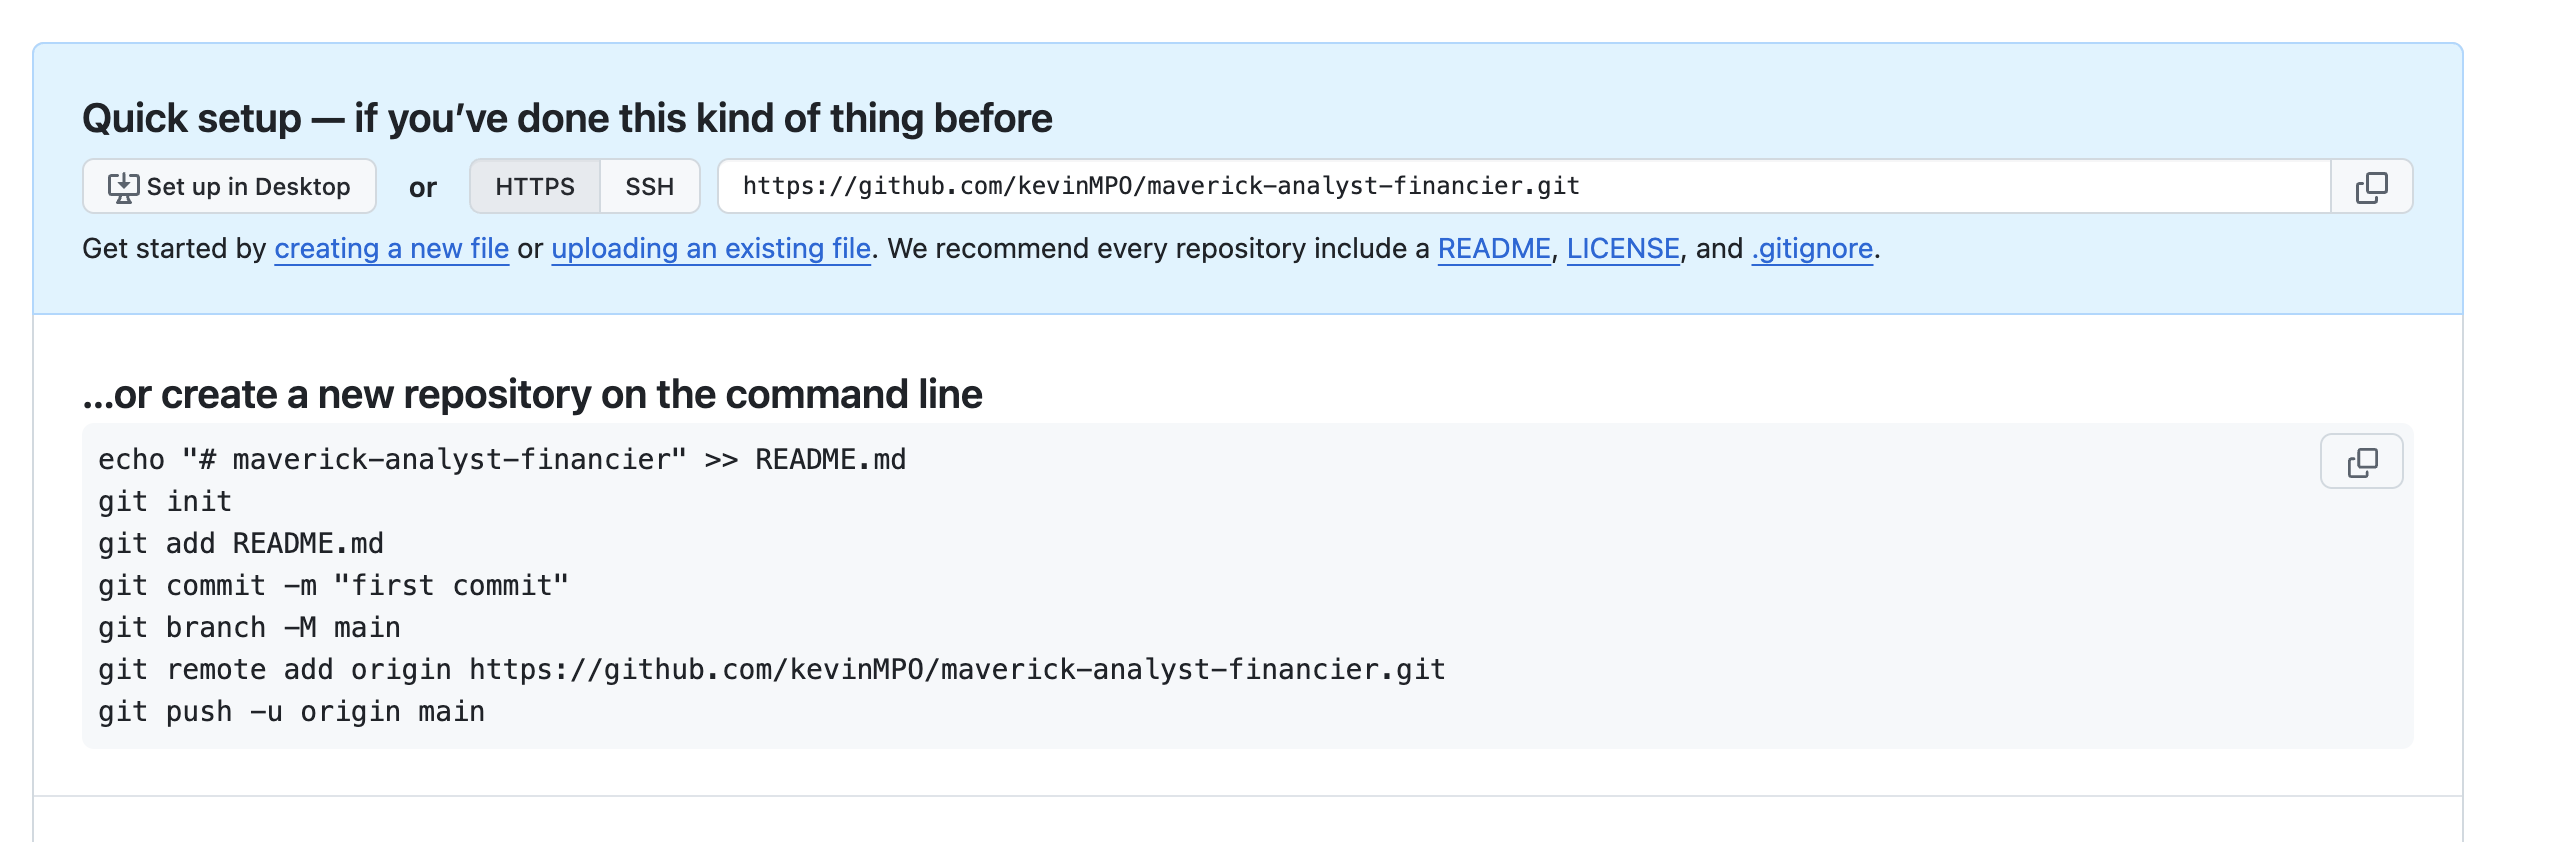 Quick setup — if you’ve done this kind of thing before
Set up in Desktop or HTTPS SSH https://github.com/kevinMPO/maverick-analyst-financier.git
Get started by creating a new file or uploading an existing file. We recommend every repository include a README, LICENSE, and .gitignore.
…or create a new repository on the command line
echo "# maverick-analyst-financier" >> README.md
git init
git add README.md
git commit -m "first commit"
git branch -M main
git remote add origin https://github.com/kevinMPO/maverick-analyst-financier.git
git push -u origin main